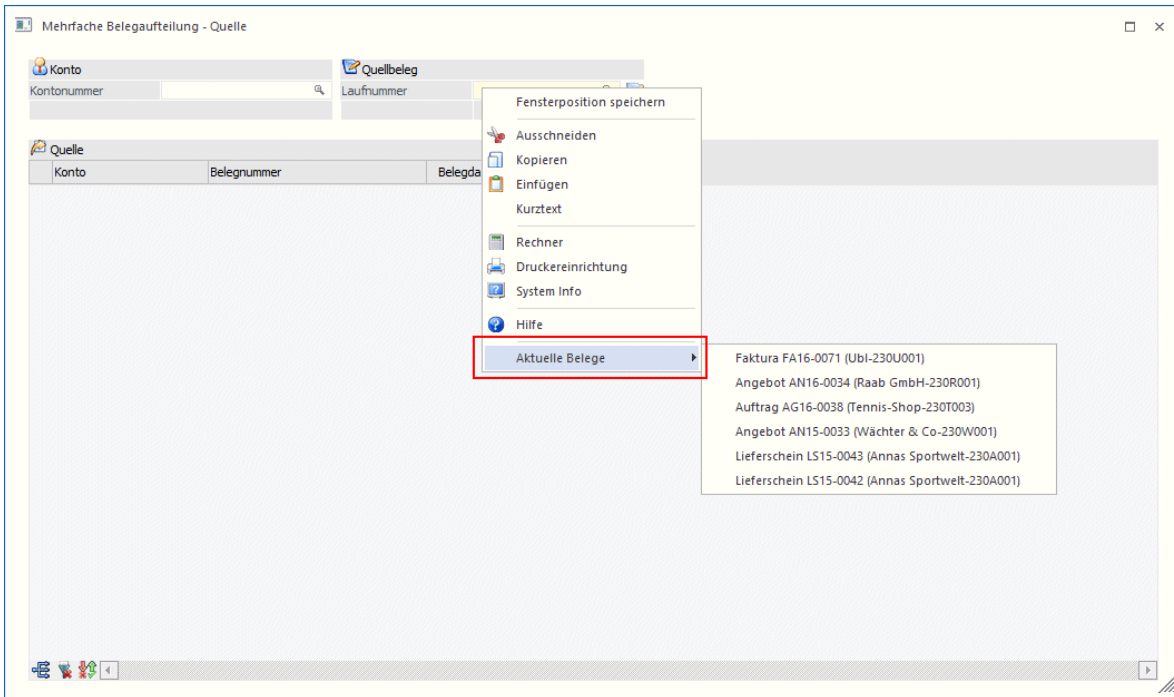 Mehrfache Belegaufteilung - Quelle
Konto
Quellbeleg
Kontonummer
Laufnummer
Quelle
Konto
Belegnummer
Belegda
Fensterposition speichern
Ausschneiden
Kopieren
Einfügen
Kurztext
Rechner
Druckereinrichtung
System Info
Hilfe
Aktuelle Belege
Faktura FA16-0071 (Ubl-230U001)
Angebot AN16-0034 (Raab GmbH-230R001)
Auftrag AG16-0038 (Tennis-Shop-230T003)
Angebot AN15-0033 (Wächter & Co-230W001)
Lieferschein LS15-0043 (Annas Sportwelt-230A001)
Lieferschein LS15-0042 (Annas Sportwelt-230A001)